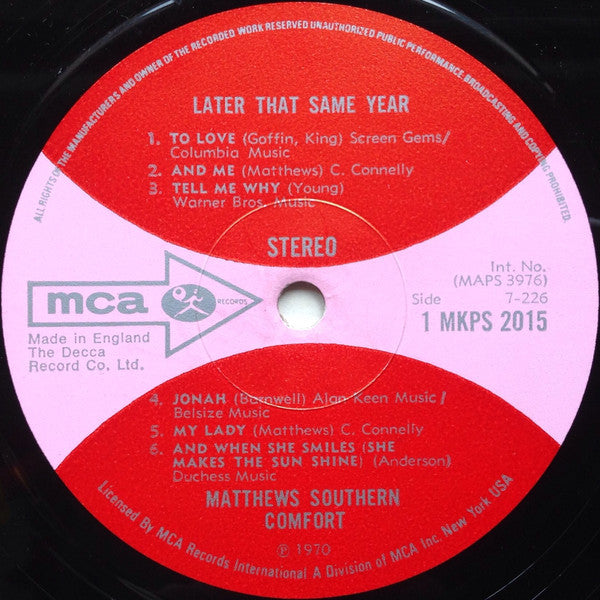 ALL RIGHTS OF THE MANUFACTURERS AND OWNER OF THE RECORDED WORK RESERVED UNAUTHORIZED PUBLIC PERFORMANCE, BROADCASTING AND COPYING PROHIBITED.
LATER THAT SAME YEAR
1. TO LOVE (Goffin, King) Screen Gems/
Columbia Music
2. AND ME (Matthews) C. Connelly
3. TELL ME WHY (Young)
Warner Bros. Music
STEREO
mca RECORDS
Made in England
The Decca
Record Co, Ltd.
Int. No.
(MAPS 3976)
Side 7-226
1 MKPS 2015
4. JONAH (Barnwell) Alan Keen Music/
Belsize Music
5. MY LADY (Matthews) C. Connelly
6. AND WHEN SHE SMILES (SHE
MAKES THE SUN SHINE) (Anderson)
Duchess Music
MATTHEWS SOUTHERN
COMFORT
℗ 1970
Licensed By MCA Records International A Division of MCA Inc. New York USA